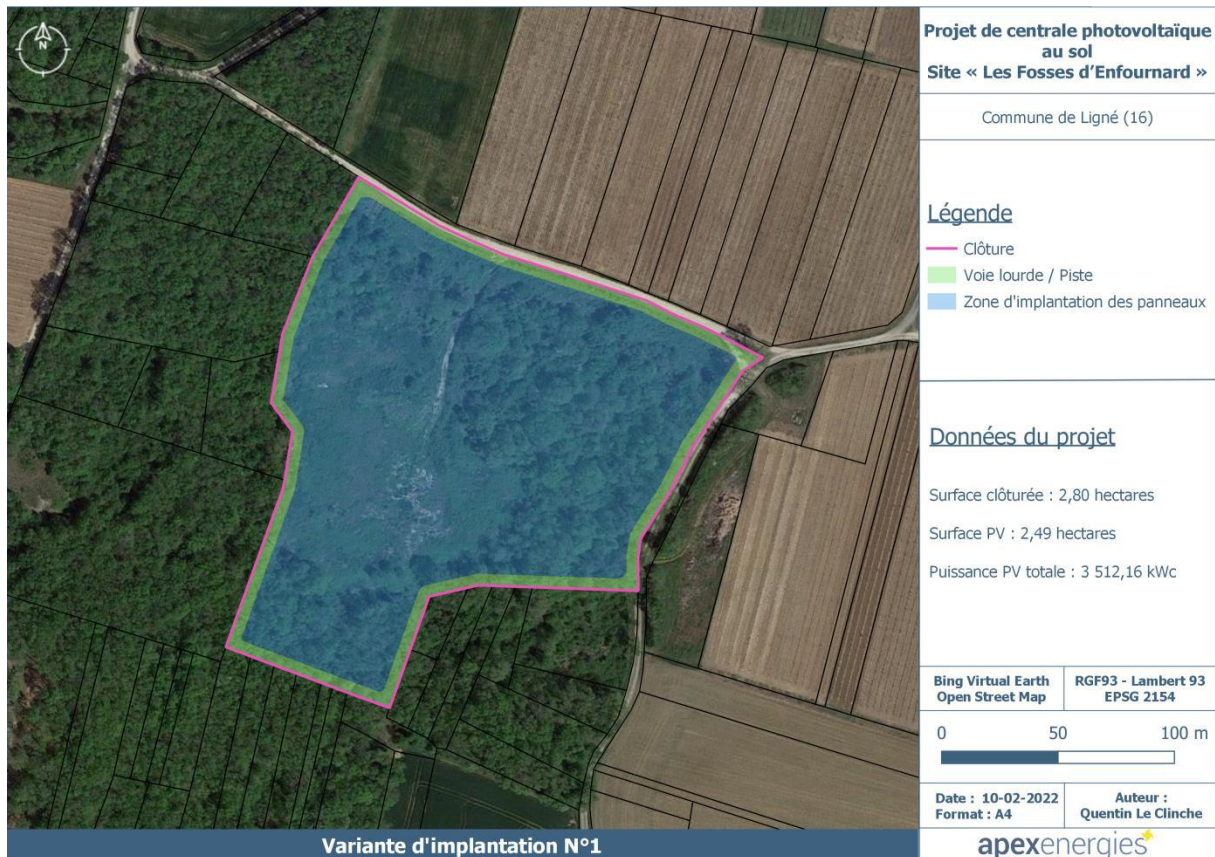 N
Projet de centrale photovoltaïque
au sol
Site « Les Fosses d'Enfournard »
Commune de Ligné (16)
Légende
Clôture
Voie lourde / Piste
Zone d'implantation des panneaux
Données du projet
Surface clôturée : 2,80 hectares
Surface PV : 2,49 hectares
Puissance PV totale : 3 512,16 kWc
Bing Virtual Earth
Open Street Map
RGF93 - Lambert 93
EPSG 2154
0 50 100 m
Date : 10-02-2022
Format : A4
Auteur :
Quentin Le Clinche
Variante d'implantation N°1
apexenergies